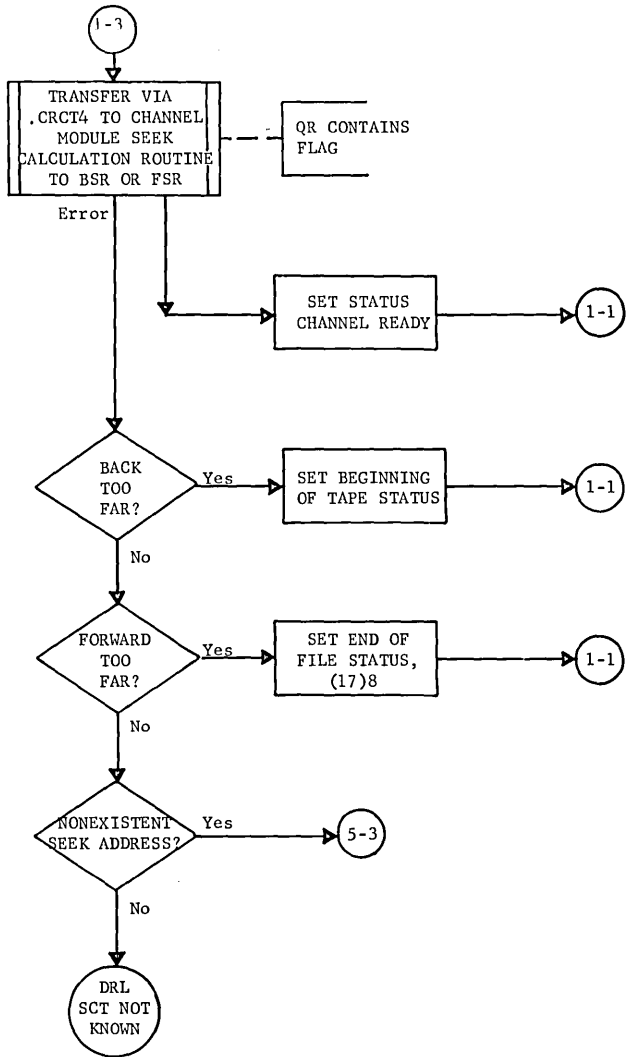 1-3
TRANSFER VIA
.CRCT4 TO CHANNEL
MODULE SEEK
CALCULATION ROUTINE
TO BSR OR FSR
QR CONTAINS
FLAG
Error
SET STATUS
CHANNEL READY
1-1
BACK
TOO
FAR?
Yes
SET BEGINNING
OF TAPE STATUS
1-1
No
FORWARD
TOO
FAR?
Yes
SET END OF
FILE STATUS,
(17)8
1-1
No
NONEXISTENT
SEEK ADDRESS?
Yes
5-3
No
DRL
SCT NOT
KNOWN